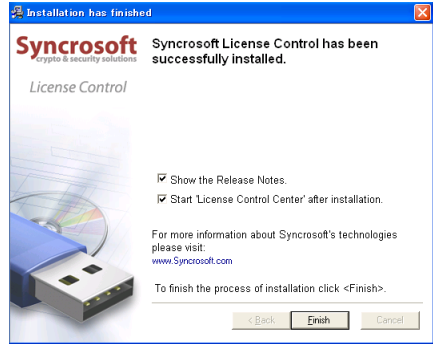 Installation has finished
Syncrosoft
crypto & security solutions
License Control
Syncrosoft License Control has been
successfully installed.
Show the Release Notes.
Start 'License Control Center' after installation.
For more information about Syncrosoft's technologies
please visit:
www.Syncrosoft.com
To finish the process of installation click <Finish>.
< Back
Finish
Cancel